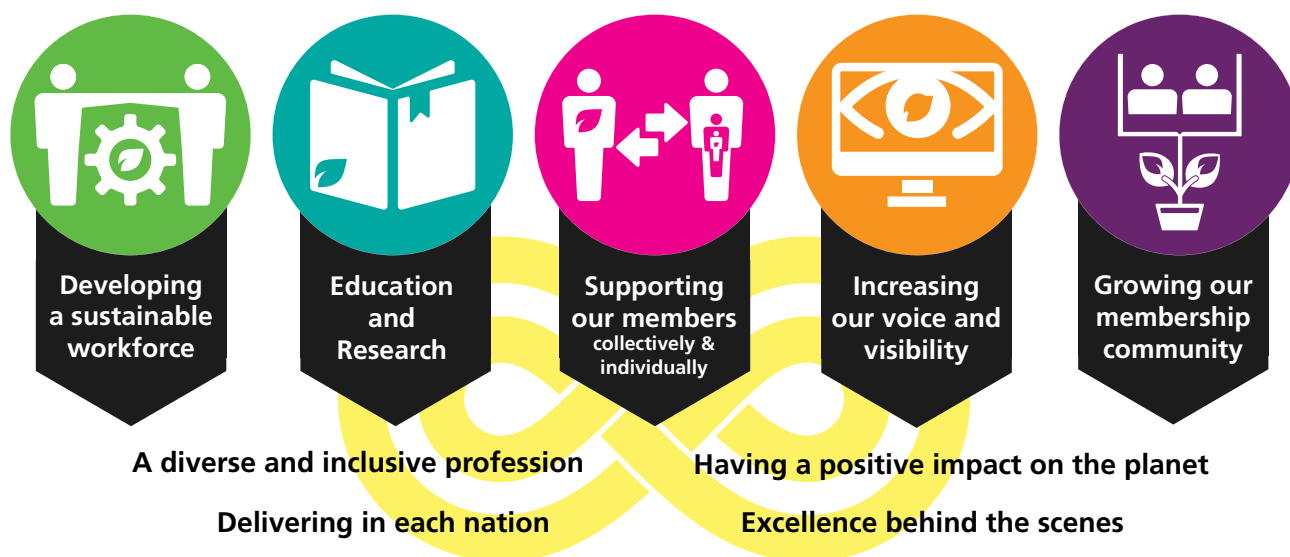 Developing
a sustainable
workforce
Education
and
Research
Supporting
our members
collectively &
individually
Increasing
our voice and
visibility
Growing our
membership
community
A diverse and inclusive profession
Having a positive impact on the planet
Delivering in each nation
Excellence behind the scenes